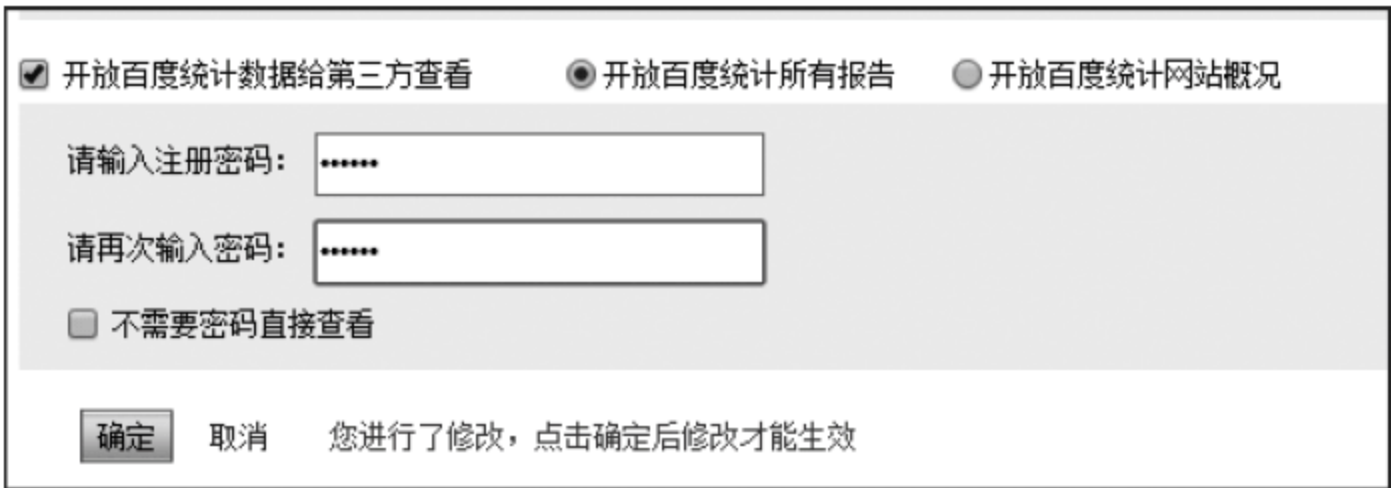 开放百度统计数据给第三方查看 开放百度统计所有报告 开放百度统计网站概况
请输入注册密码： ••••••
请再次输入密码： ••••••
不需要密码直接查看
确定 取消 您进行了修改，点击确定后修改才能生效